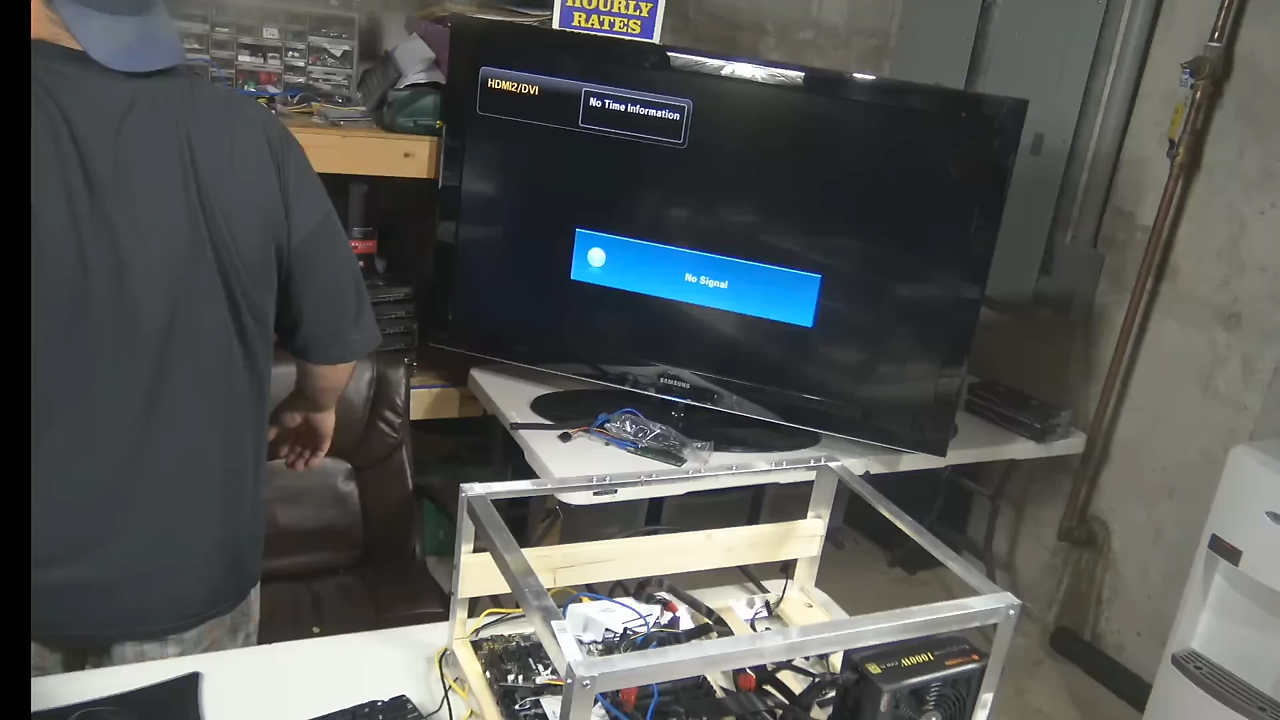 HOURLY
RATES
HDMI2/DVI
No Time Information
No Signal
SAMSUNG
1000W